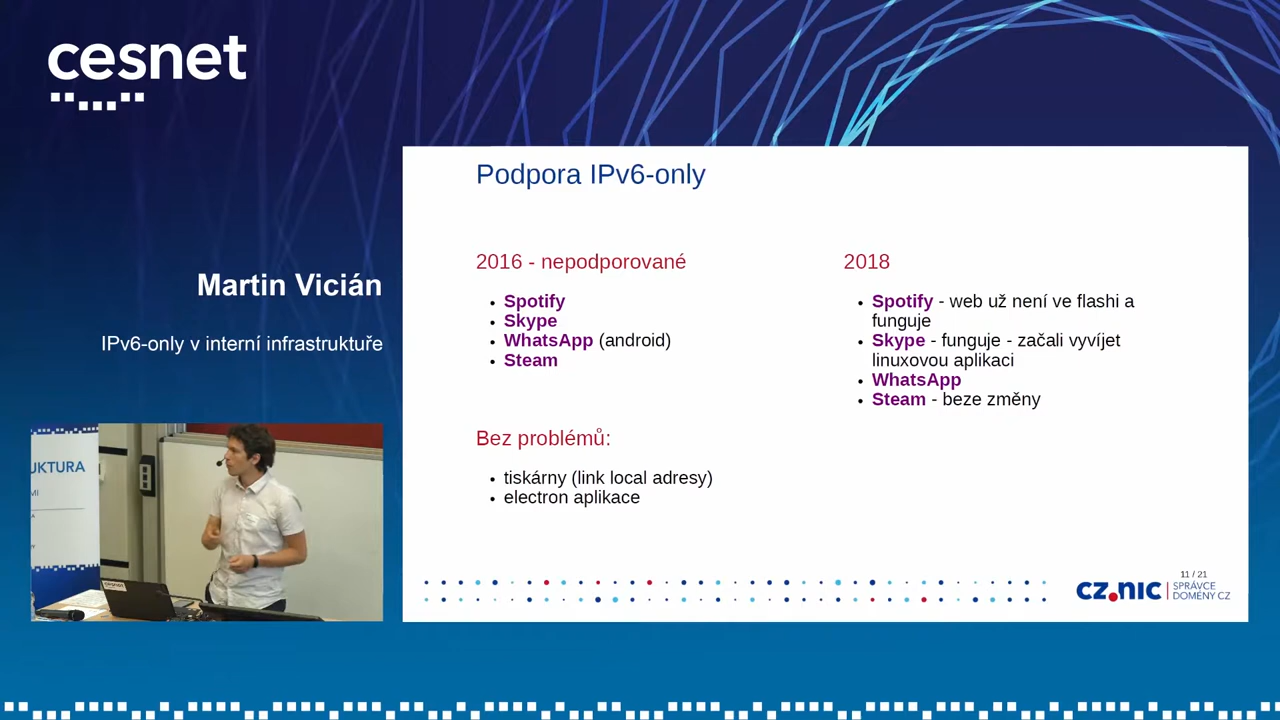 cesnet
Martin Vicián
IPv6-only v interní infrastruktuře
UKTURA
Podpora IPv6-only
2016 - nepodporované
Spotify
Skype
WhatsApp (android)
Steam
Bez problémů:
tiskárny (link local adresy)
electron aplikace
2018
Spotify - web už není ve flashi a
funguje
Skype - funguje - začali vyvíjet
linuxovou aplikaci
WhatsApp
Steam - beze změny
11 / 21
CZ.NIC
SPRÁVCE
DOMÉNY CZ